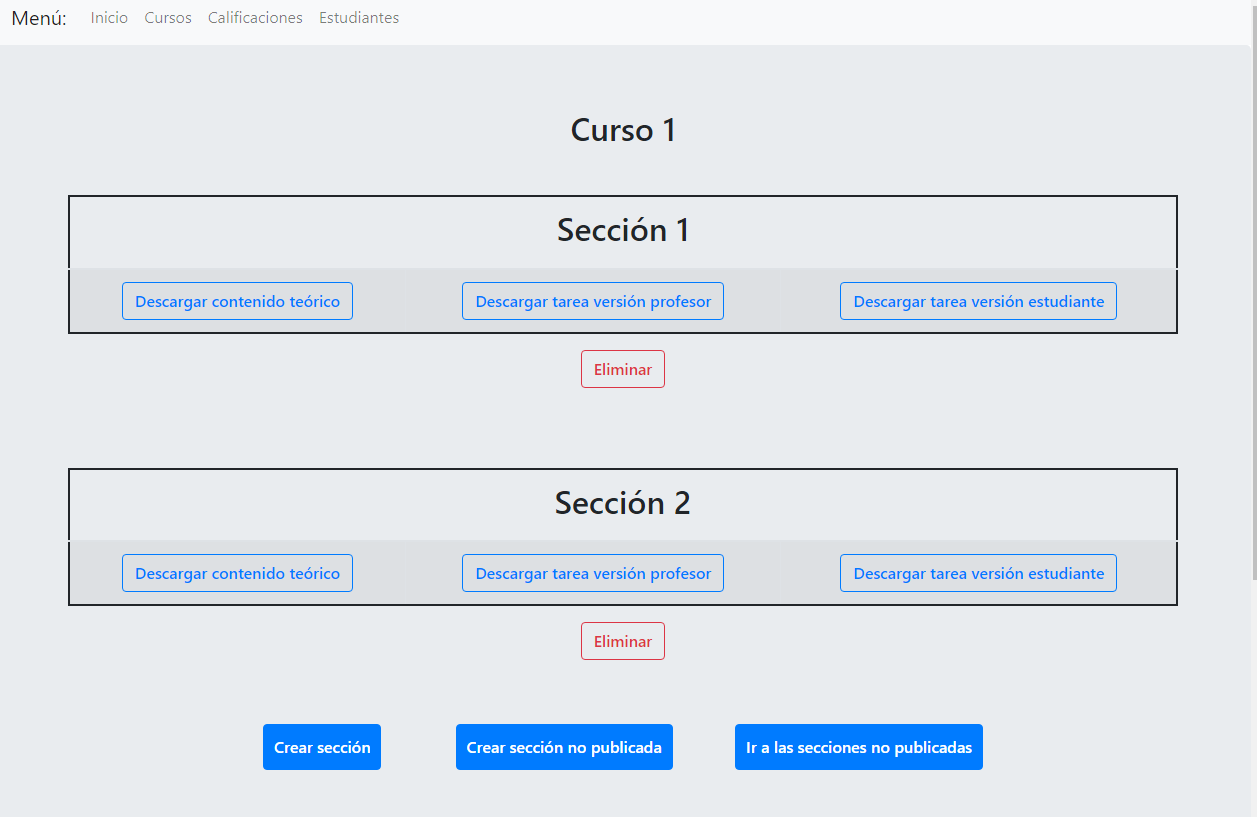 Menú: Inicio Cursos Calificaciones Estudiantes
Curso 1
Sección 1
Descargar contenido teórico Descargar tarea versión profesor Descargar tarea versión estudiante
Eliminar
Sección 2
Descargar contenido teórico Descargar tarea versión profesor Descargar tarea versión estudiante
Eliminar
Crear sección Crear sección no publicada Ir a las secciones no publicadas